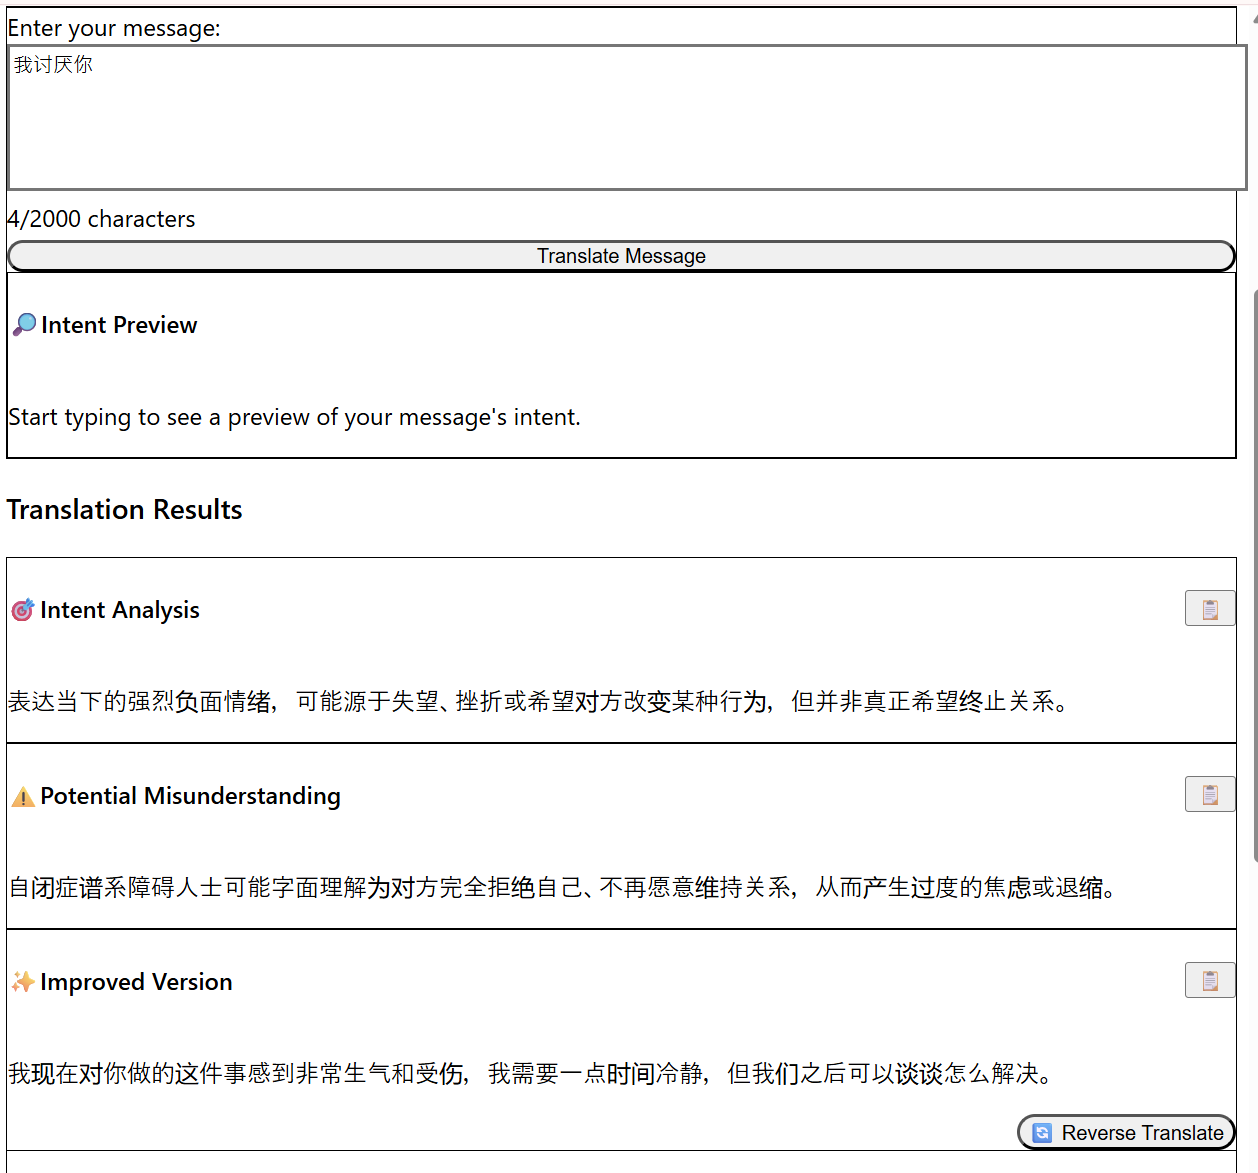 Enter your message:
我讨厌你
4/2000 characters
Translate Message
🔎 Intent Preview
Start typing to see a preview of your message's intent.
Translation Results
🎯 Intent Analysis
表达当下的强烈负面情绪，可能源于失望、挫折或希望对方改变某种行为，但并非真正希望终止关系。
⚠️ Potential Misunderstanding
自闭症谱系障碍人士可能字面理解为对方完全拒绝自己、不再愿意维持关系，从而产生过度的焦虑或退缩。
✨ Improved Version
我现在对你做的这件事感到非常生气和受伤，我需要一点时间冷静，但我们之后可以谈谈怎么解决。
🔄 Reverse Translate